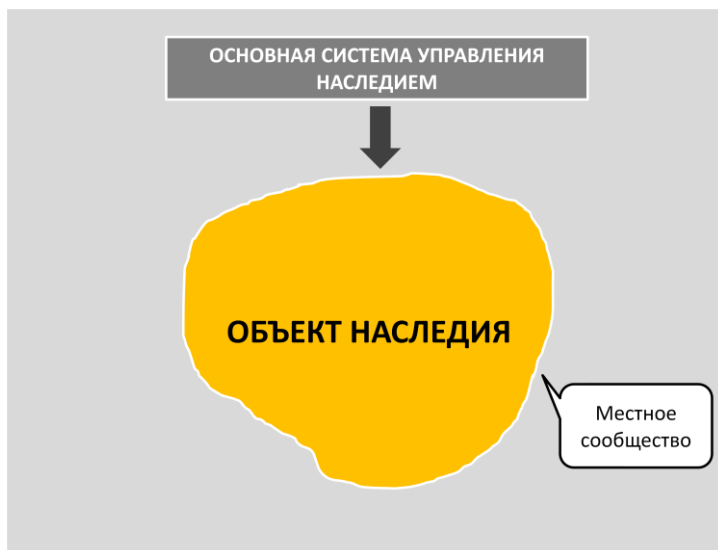 ОСНОВНАЯ СИСТЕМА УПРАВЛЕНИЯ
НАСЛЕДИЕМ
ОБЪЕКТ НАСЛЕДИЯ
Местное
сообщество